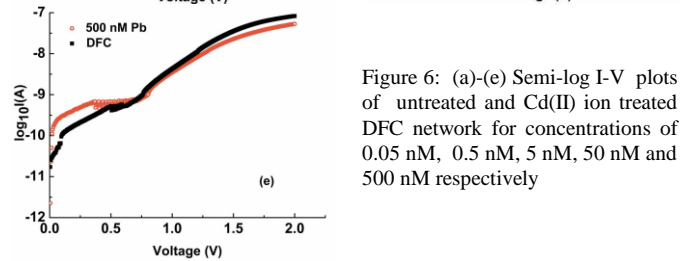 Voltage (V)
-7
500 nM Pb
DFC
-8
-9
-10
-11
-12
log10I(A)
(e)
0.0 0.5 1.0 1.5 2.0
Voltage (V)
Figure 6: (a)-(e) Semi-log I-V plots
of untreated and Cd(II) ion treated
DFC network for concentrations of
0.05 nM, 0.5 nM, 5 nM, 50 nM and
500 nM respectively